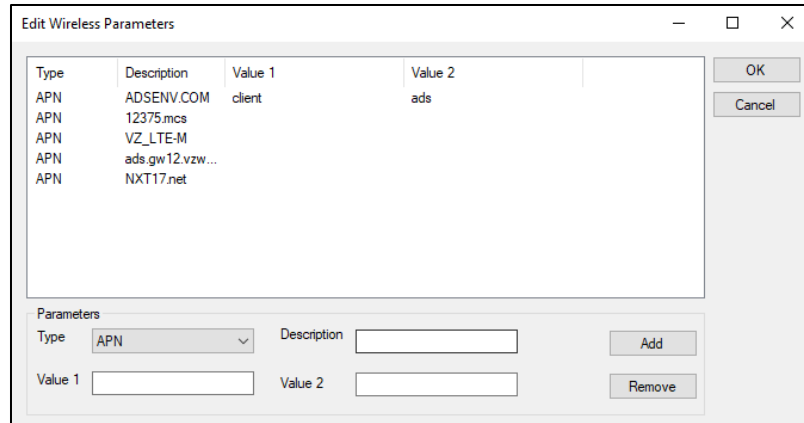 Edit Wireless Parameters
Type Description Value 1 Value 2
APN ADSENV.COM client ads
APN 12375.mcs
APN VZ_LTE-M
APN ads.gw12.vzw...
APN NXT17.net
OK
Cancel
Parameters
Type APN Description Add
Value 1 Value 2 Remove